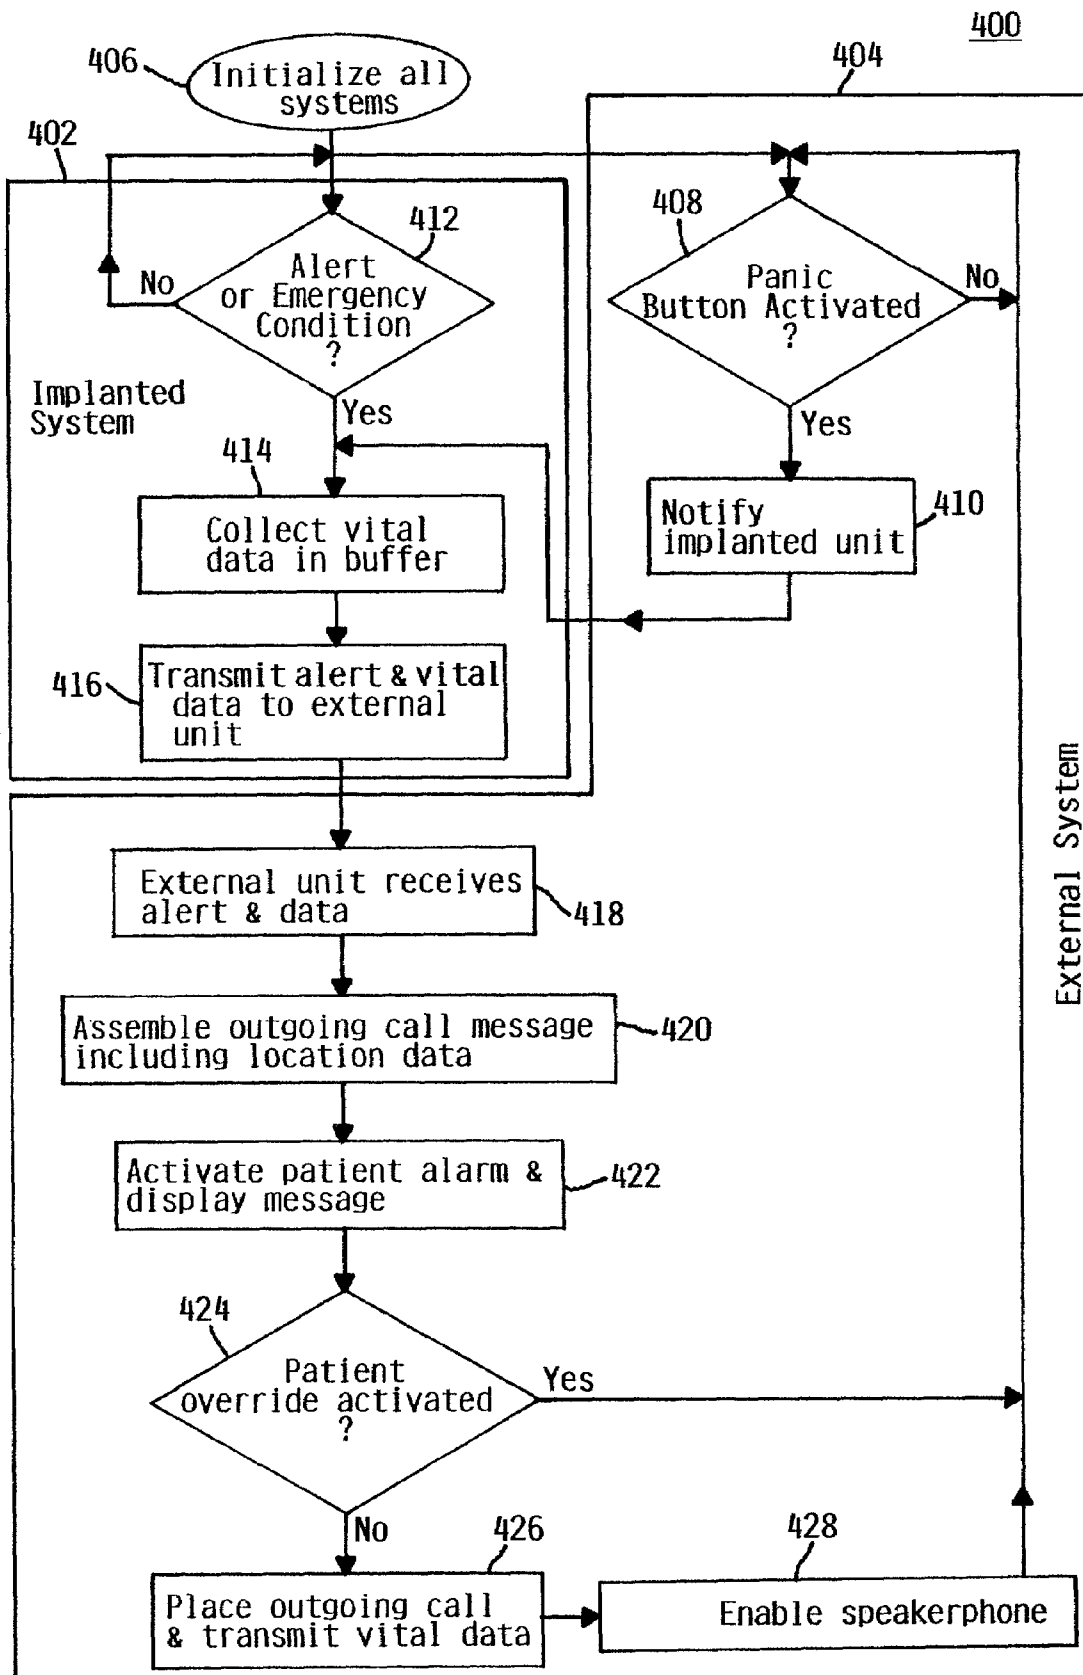 400
406
Initialize all
systems
404
402
412
408
Alert
or Emergency
Condition
?
No
Panic
Button Activated
?
No
Implanted
System
Yes
Yes
414
Collect vital
data in buffer
Notify
implanted unit
410
416
Transmit alert & vital
data to external
unit
External System
External unit receives
alert & data
418
Assemble outgoing call message
including location data
420
Activate patient alarm &
display message
422
424
Patient
override activated
?
Yes
No
426
428
Place outgoing call
& transmit vital data
Enable speakerphone